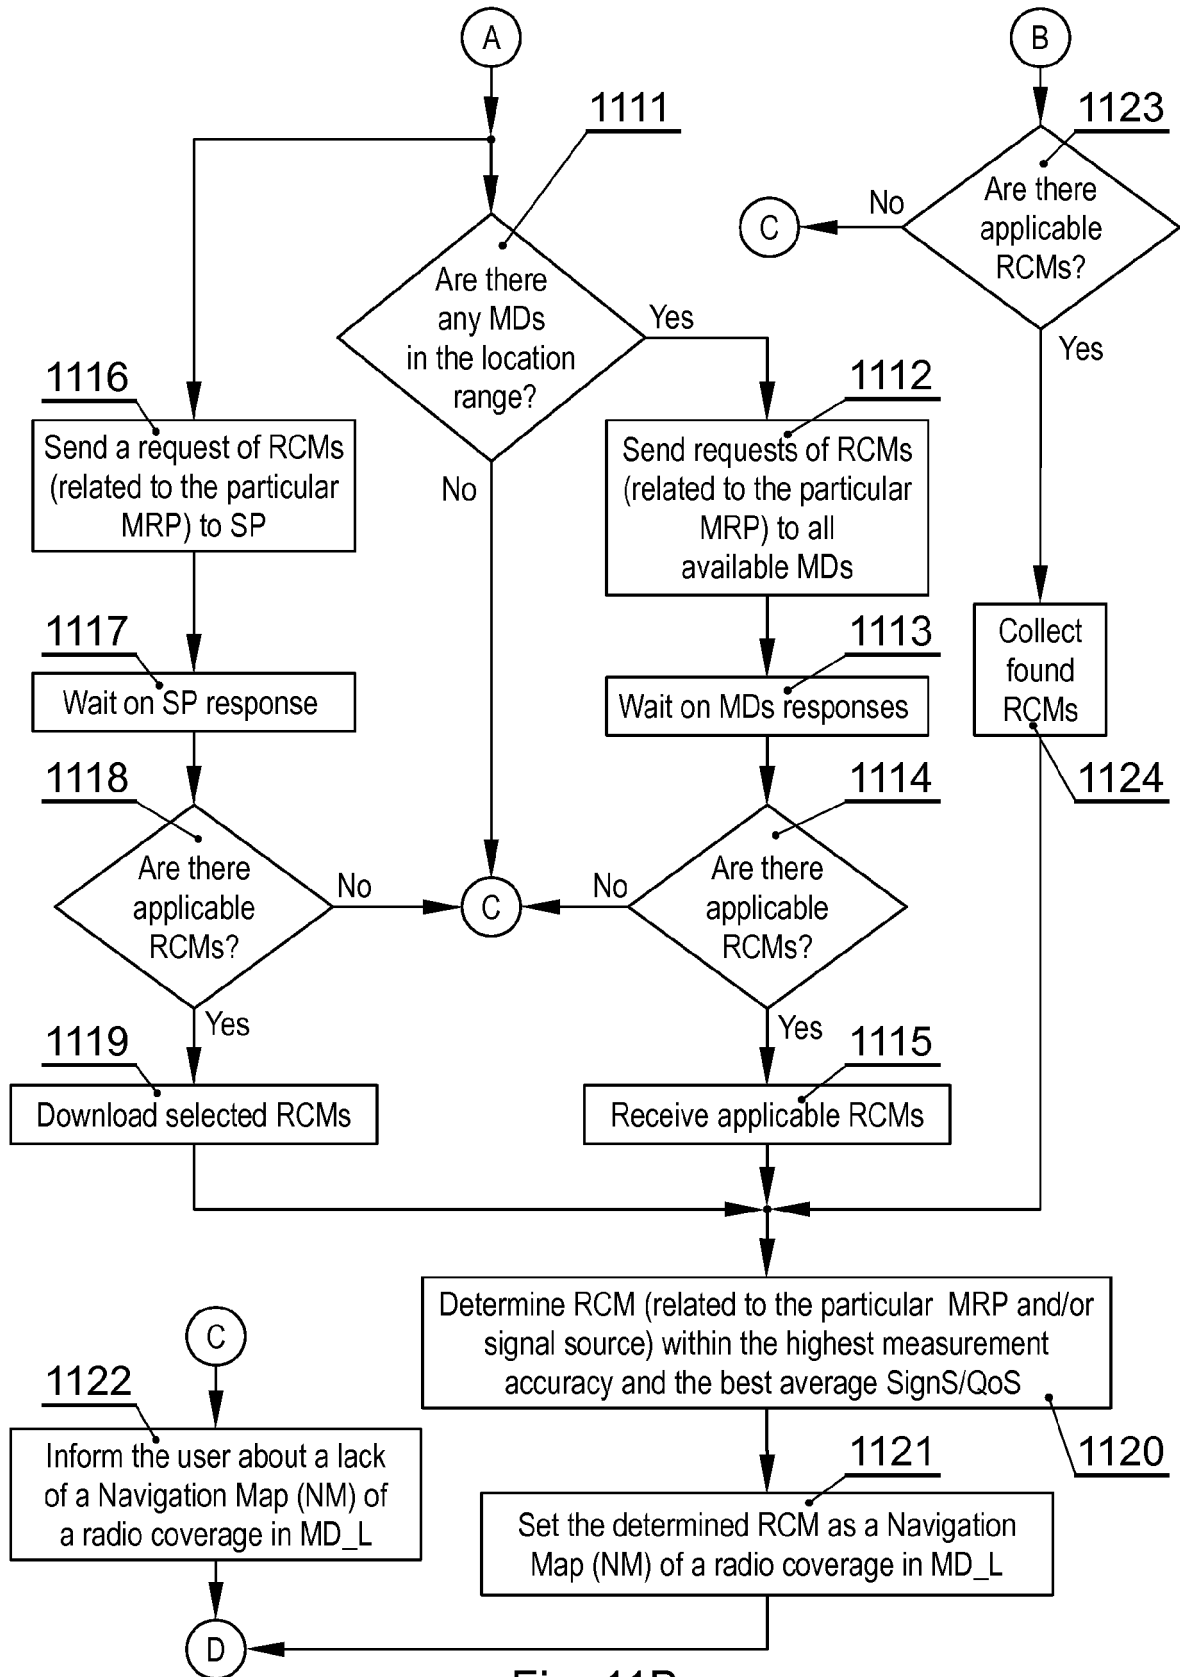 A
B
1111
1123
Are there
applicable
RCMs?
No
C
Yes
Are there
any MDs
in the location
range?
Yes
No
1116
Send a request of RCMs
(related to the particular
MRP) to SP
1112
Send requests of RCMs
(related to the particular
MRP) to all
available MDs
1117
Wait on SP response
1113
Wait on MDs responses
Collect
found
RCMs
1124
1118
Are there
applicable
RCMs?
No
C
No
1114
Are there
applicable
RCMs?
Yes
Yes
1119
Download selected RCMs
1115
Receive applicable RCMs
Determine RCM (related to the particular MRP and/or
signal source) within the highest measurement
accuracy and the best average SignS/QoS
1120
C
1122
Inform the user about a lack
of a Navigation Map (NM) of
a radio coverage in MD_L
1121
Set the determined RCM as a Navigation
Map (NM) of a radio coverage in MD_L
D